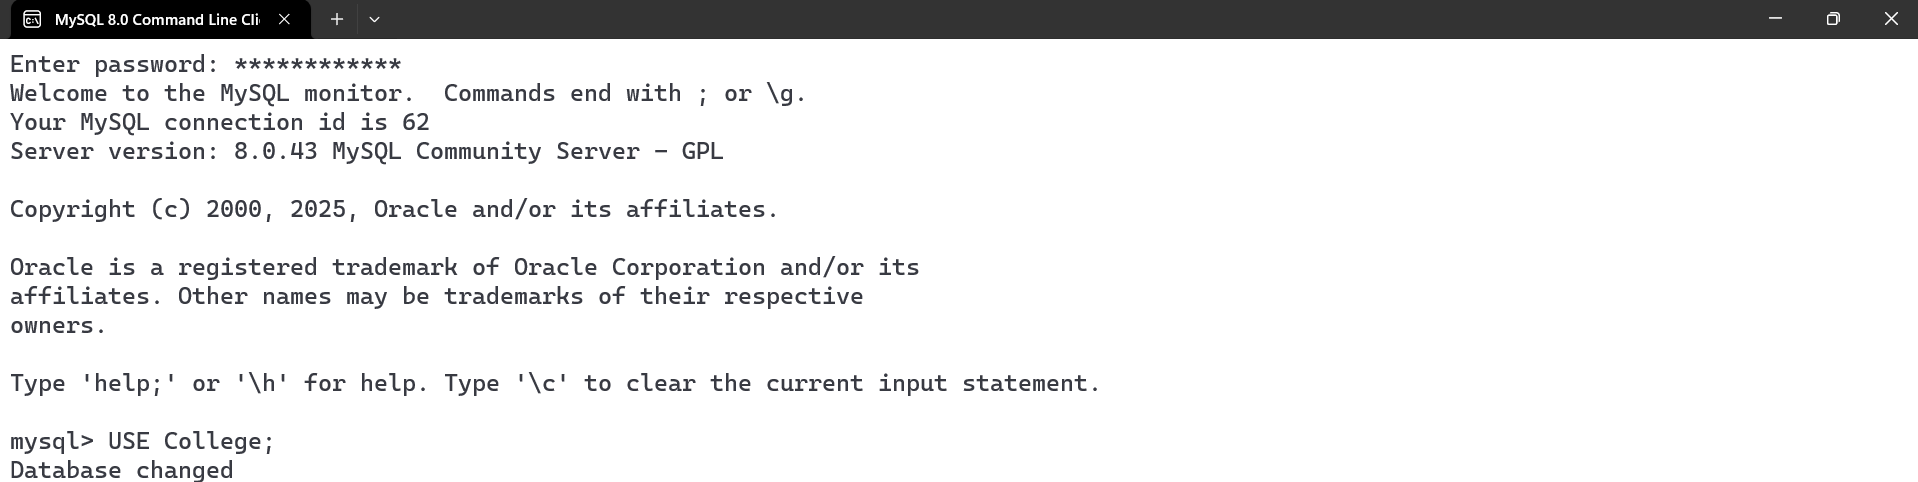 MySQL 8.0 Command Line Cli
Enter password: ************
Welcome to the MySQL monitor.  Commands end with ; or \g.
Your MySQL connection id is 62
Server version: 8.0.43 MySQL Community Server - GPL
Copyright (c) 2000, 2025, Oracle and/or its affiliates.
Oracle is a registered trademark of Oracle Corporation and/or its
affiliates. Other names may be trademarks of their respective
owners.
Type 'help;' or '\h' for help. Type '\c' to clear the current input statement.
mysql> USE College;
Database changed